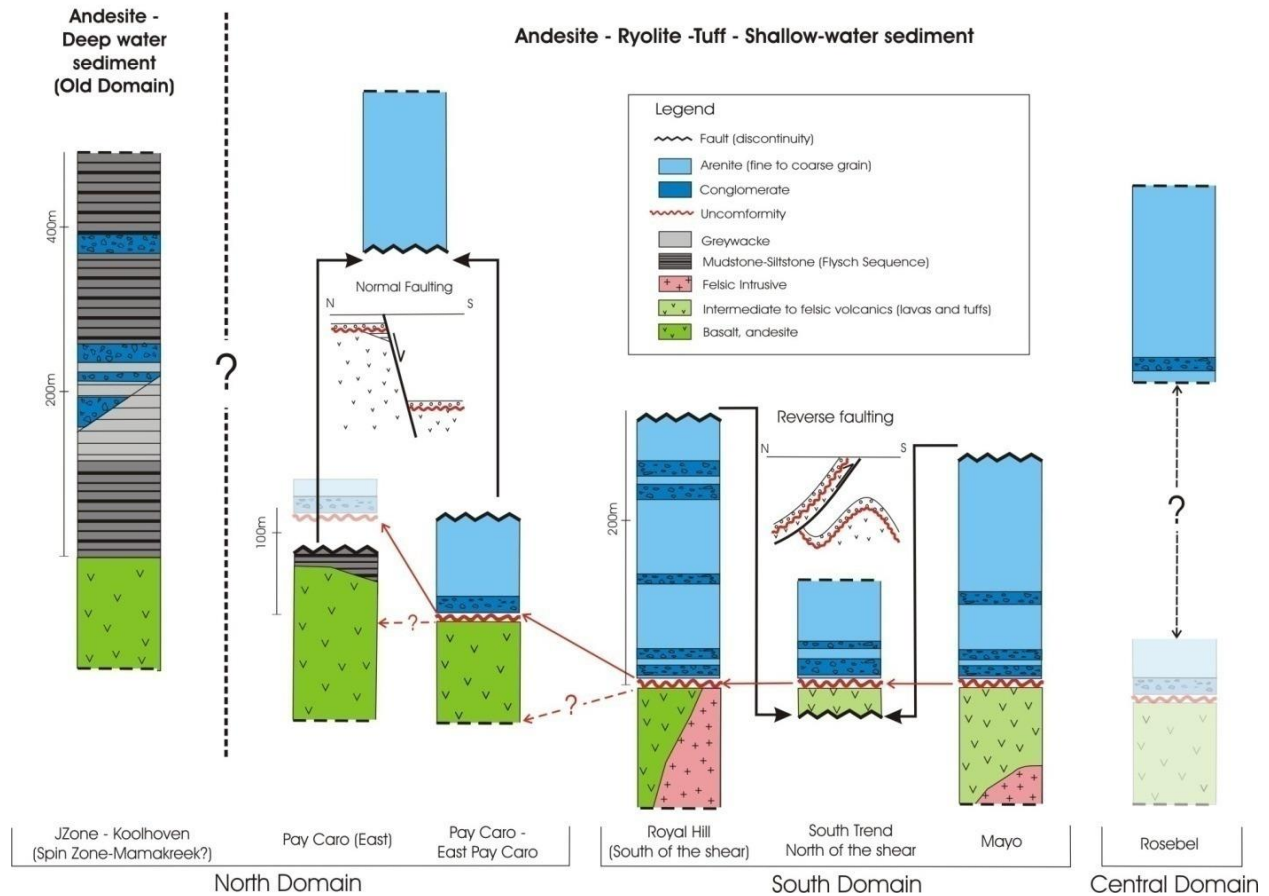 Andesite -
Deep water
sediment
(Old Domain)
Andesite - Ryolite -Tuff - Shallow-water sediment
Legend
Fault (discontinuity)
Arenite (fine to coarse grain)
Conglomerate
Uncomformity
Greywacke
Mudstone-Siltstone (Flysch Sequence)
Felsic Intrusive
Intermediate to felsic volcanics (lavas and tuffs)
Basalt, andesite
400m
200m
?
Normal Faulting
N
S
100m
?
?
200m
Reverse faulting
N
S
?
JZone - Koolhoven
(Spin Zone-Mamakreek?)
Pay Caro (East)
Pay Caro -
East Pay Caro
North Domain
Royal Hill
(South of the shear)
South Trend
North of the shear
Mayo
South Domain
Rosebel
Central Domain